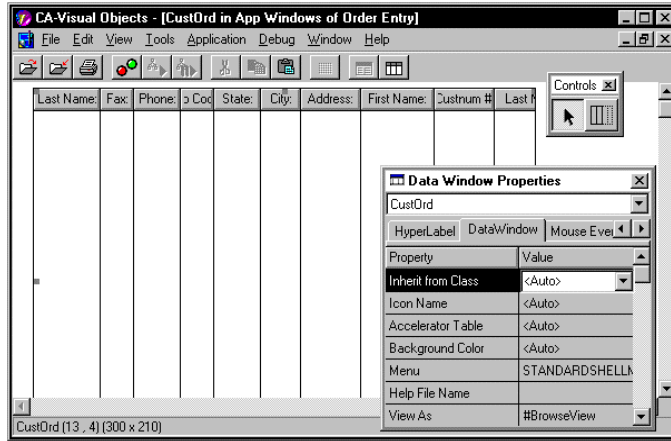 CA-Visual Objects - [CustOrd in App Windows of Order Entry]
File Edit View Tools Application Debug Window Help
Controls
Last Name: Fax: Phone: State: City: Address: First Name: Custnum #
Data Window Properties
CustOrd
HyperLabel DataWindow Mouse
Property Value
Inherit from Class <Auto>
Icon Name <Auto>
Accelerator Table <Auto>
Background Color <Auto>
Menu STANDARDSHELLM
Help File Name
View As #BrowseView
CustOrd (13 , 4) (300 x 210)